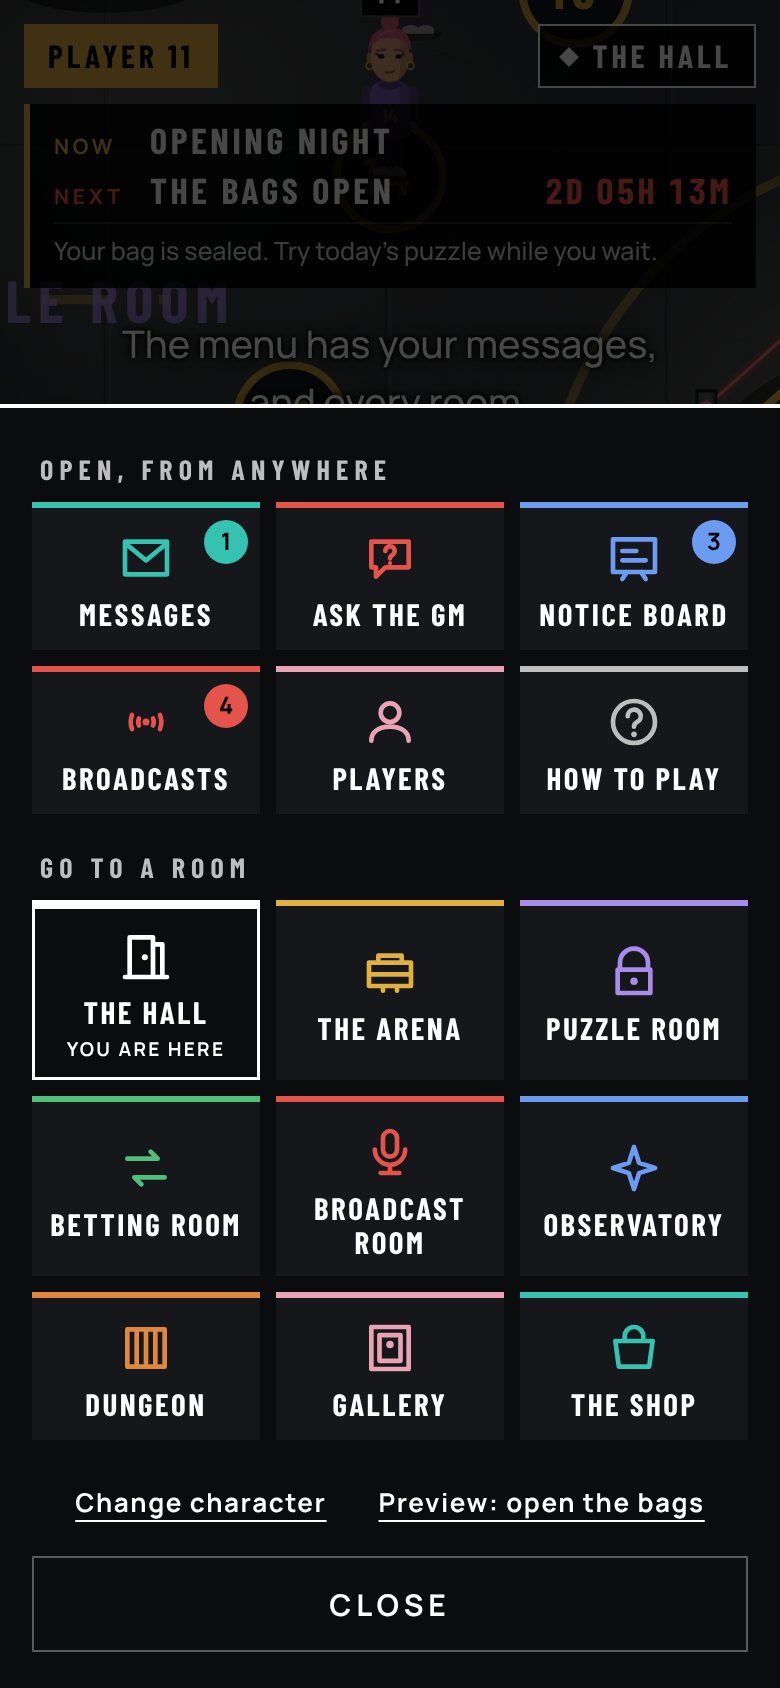 PLAYER 11
◆ THE HALL
NOW OPENING NIGHT
NEXT THE BAGS OPEN 2D 05H 13M
Your bag is sealed. Try today's puzzle while you wait.
LE ROOM
The menu has your messages,
and every room
OPEN, FROM ANYWHERE
1
MESSAGES
ASK THE GM
3
NOTICE BOARD
4
BROADCASTS
PLAYERS
HOW TO PLAY
GO TO A ROOM
THE HALL
YOU ARE HERE
THE ARENA
PUZZLE ROOM
BETTING ROOM
BROADCAST
ROOM
OBSERVATORY
DUNGEON
GALLERY
THE SHOP
Change character
Preview: open the bags
CLOSE